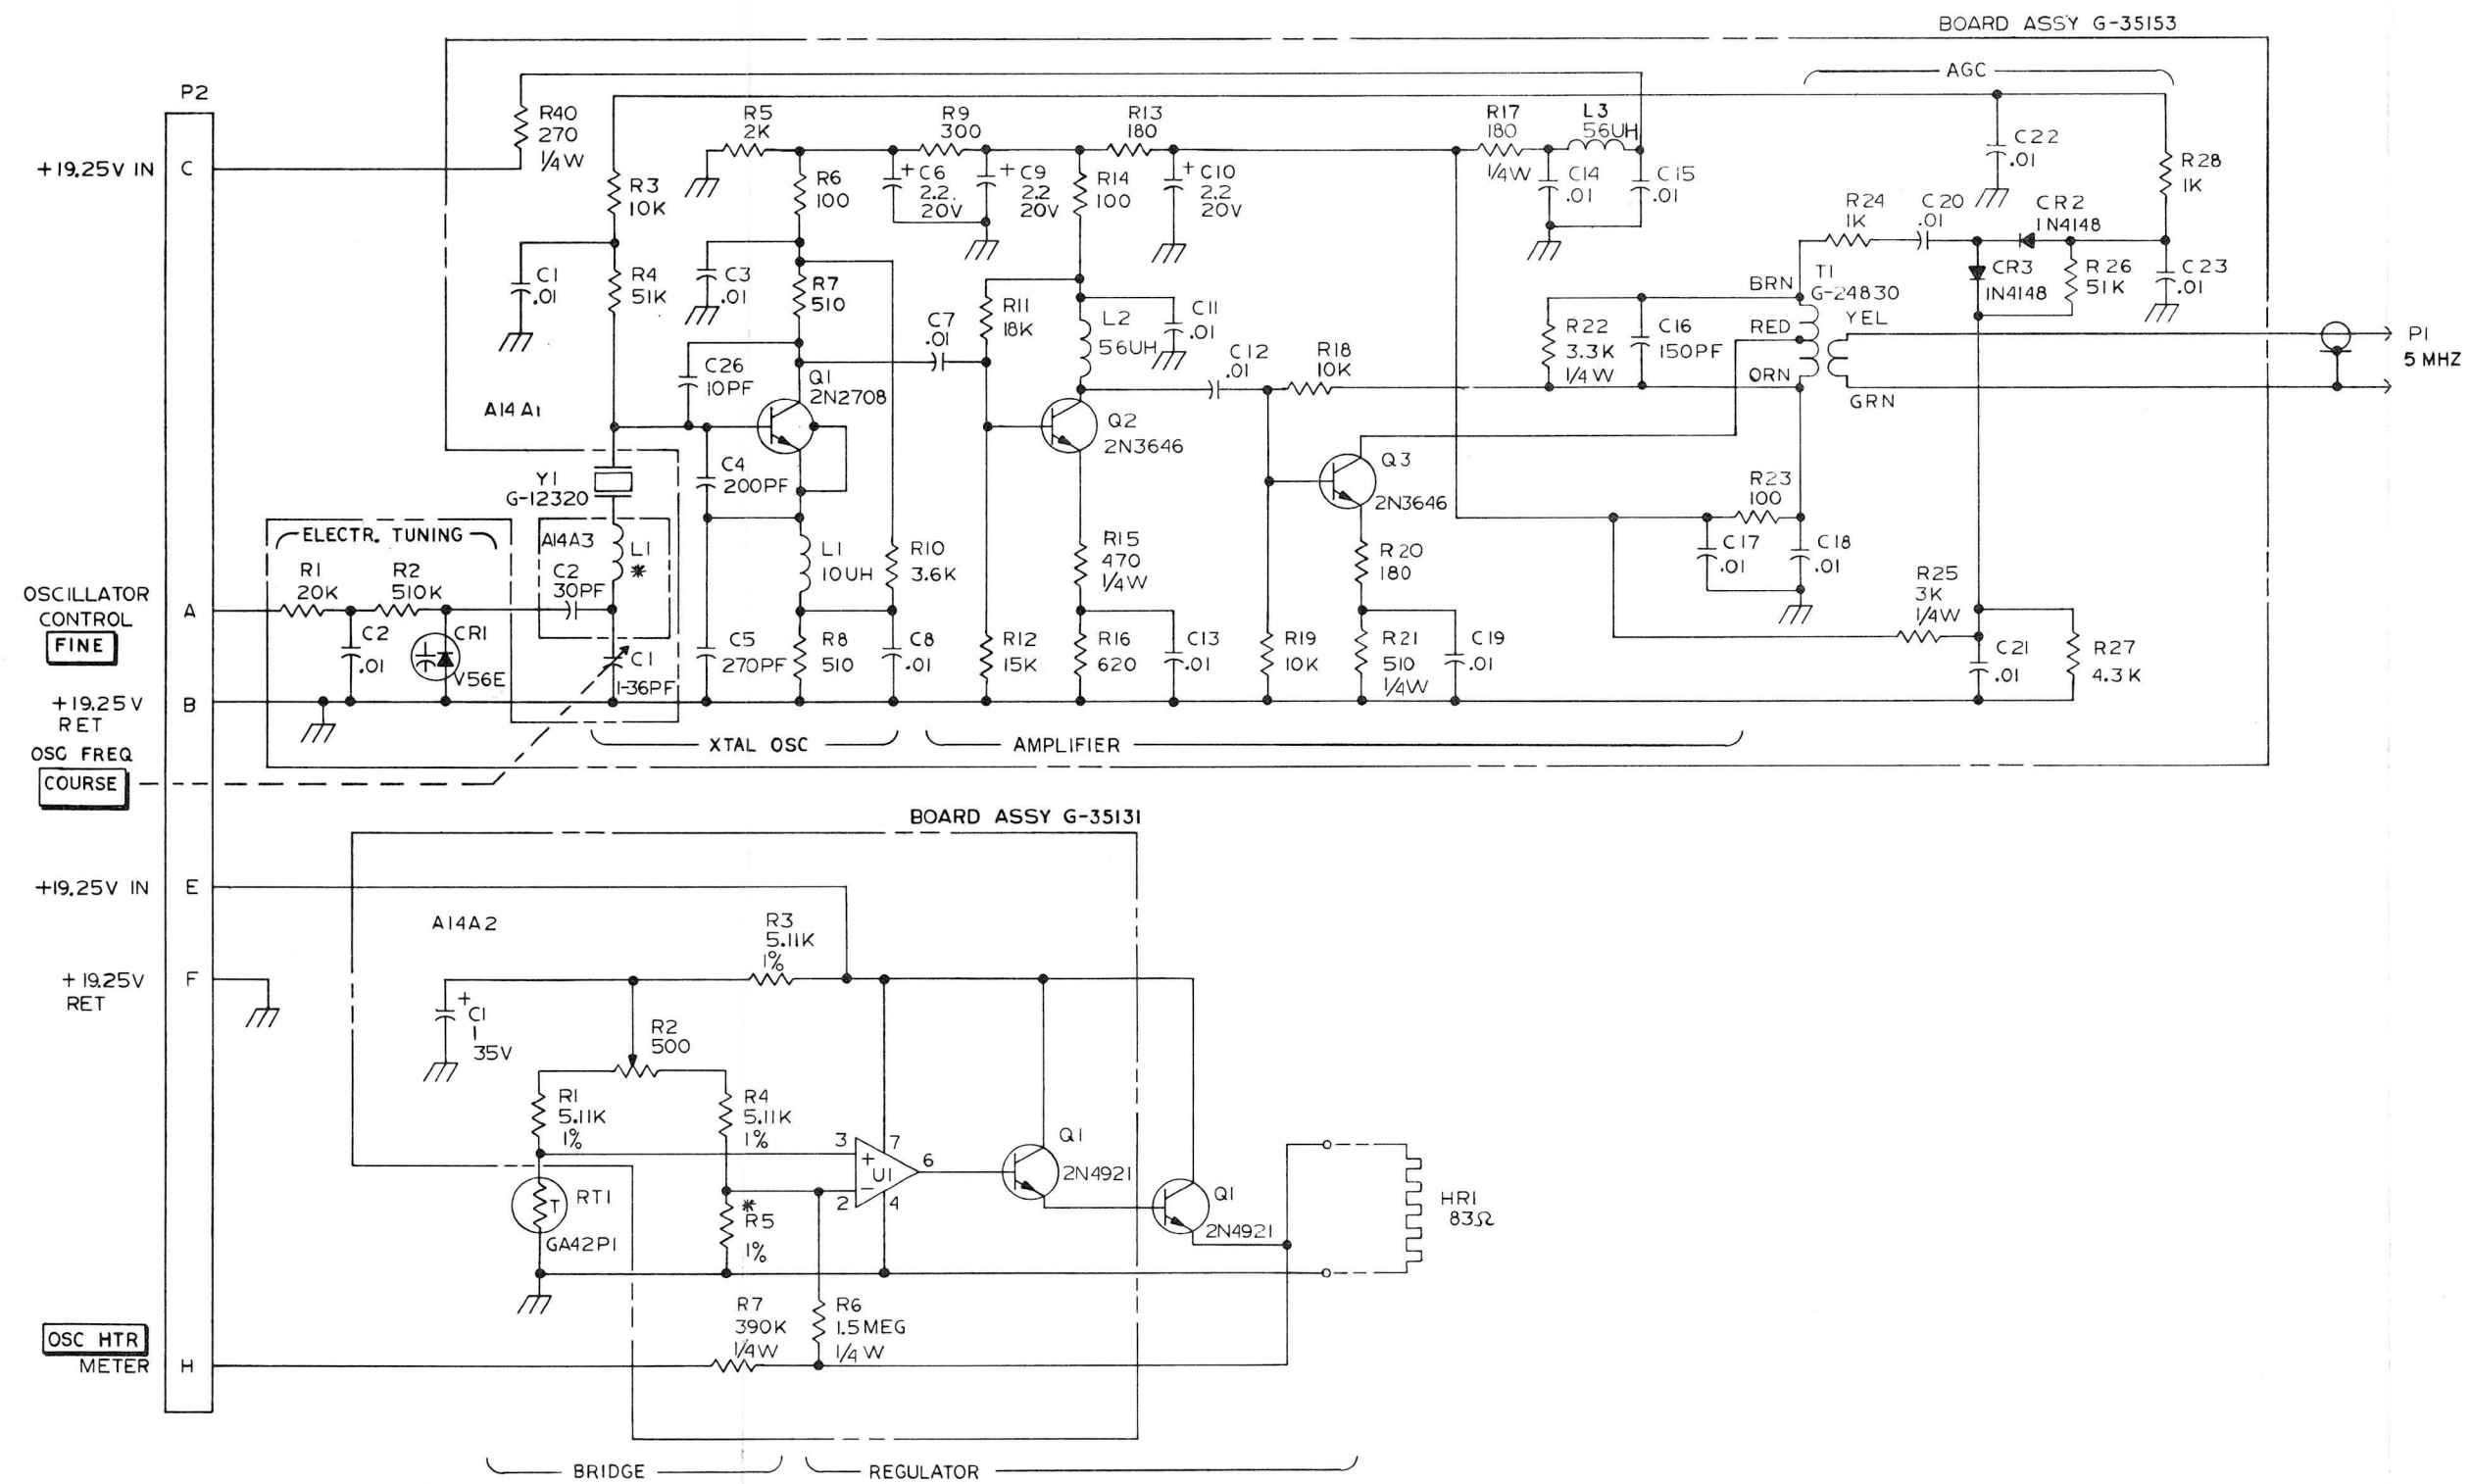 BOARD ASSY G-35153
AGC
P2
+19.25V IN
C
R40
270
1/4W
R3
10K
R5
2K
R9
300
R13
180
R17
180
1/4W
L3
56UH
C22
.01
R28
1K
R6
100
+ C6
2.2
20V
+ C9
2.2
20V
R14
100
+ C10
2.2
20V
C14
.01
C15
.01
R24
1K
C20
.01
CR2
1N4148
C1
.01
R4
51K
C3
.01
R7
510
R11
18K
C7
.01
L2
56UH
C11
.01
C12
.01
R18
10K
R22
3.3K
1/4W
C16
150PF
BRN
T1
G-24830
RED
YEL
ORN
GRN
CR3
1N4148
R26
51K
C23
.01
P1
5 MHZ
A14A1
C26
10PF
Q1
2N2708
Q2
2N3646
Q3
2N3646
Y1
G-12320
C4
200PF
R23
100
ELECTR. TUNING
A14A3
L1
*
C2
30PF
L1
10UH
R10
3.6K
R15
470
1/4W
R20
180
C17
.01
C18
.01
OSCILLATOR
CONTROL
FINE
A
R1
20K
R2
510K
C2
.01
CR1
V56E
C1
1-36PF
C5
270PF
R8
510
C8
.01
R12
15K
R16
620
C13
.01
R19
10K
R21
510
1/4W
C19
.01
R25
3K
1/4W
C21
.01
R27
4.3K
+19.25V
RET
B
XTAL OSC
AMPLIFIER
OSC FREQ
COURSE
BOARD ASSY G-35131
+19.25V IN
E
A14A2
R3
5.11K
1%
+19.25V
RET
F
+
C1
1
35V
R2
500
R1
5.11K
1%
R4
5.11K
1%
3
+
7
U1
6
2
−
4
Q1
2N4921
Q1
2N4921
HR1
83Ω
T
RT1
GA42P1
*
R5
1%
R7
390K
1/4W
R6
1.5MEG
1/4W
OSC HTR
METER
H
BRIDGE
REGULATOR